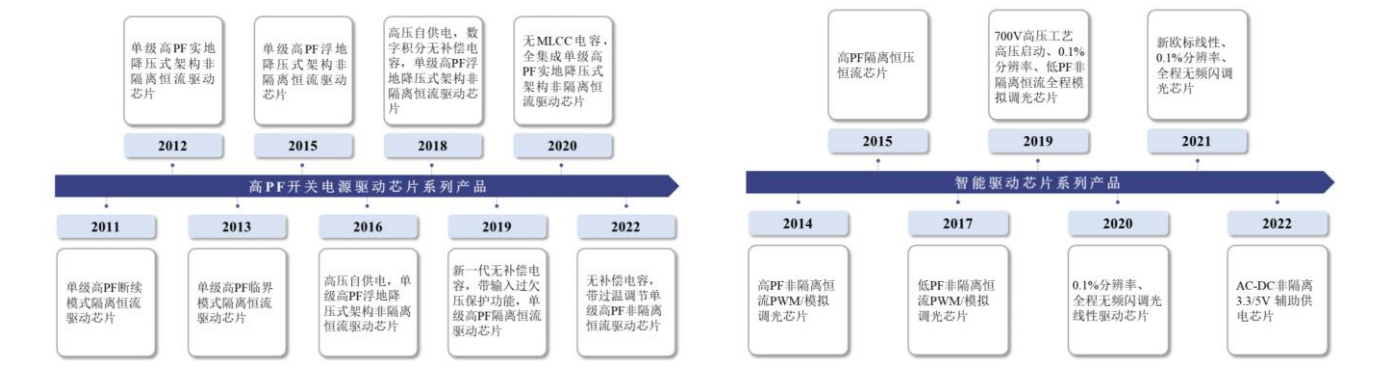 单级高PF实地
降压式架构非
隔离恒流驱动
芯片
2012
单级高PF浮地
降压式架构非
隔离恒流驱动
芯片
2015
高压自供电，数
字积分无补偿电
容，单级高PF浮
地降压式架构非
隔离恒流驱动芯
片
2018
无MLCC电容，
全集成单级高
PF实地降压式
架构非隔离恒
流驱动芯片
2020
高PF开关电源驱动芯片系列产品
2011
单级高PF断续
模式隔离恒流
驱动芯片
2013
单级高PF临界
模式隔离恒流
驱动芯片
2016
高压自供电，单
级高PF浮地降
压式架构非隔离
恒流驱动芯片
2019
新一代无补偿电
容，带输入过欠
压保护功能，单
级高PF隔离恒流
驱动芯片
2022
无补偿电容，
带过温调节单
级高PF非隔离
恒流驱动芯片
高PF隔离恒压
恒流芯片
2015
700V高压工艺
高压启动、0.1%
分辨率、低PF非
隔离恒流全程模
拟调光芯片
2019
新欧标线性、
0.1%分辨率、
全程无频闪调
光芯片
2021
智能驱动芯片系列产品
2014
高PF非隔离恒
流PWM/模拟
调光芯片
2017
低PF非隔离恒
流PWM/模拟
调光芯片
2020
0.1%分辨率、
全程无频闪调光
线性驱动芯片
2022
AC-DC非隔离
3.3/5V 辅助供
电芯片